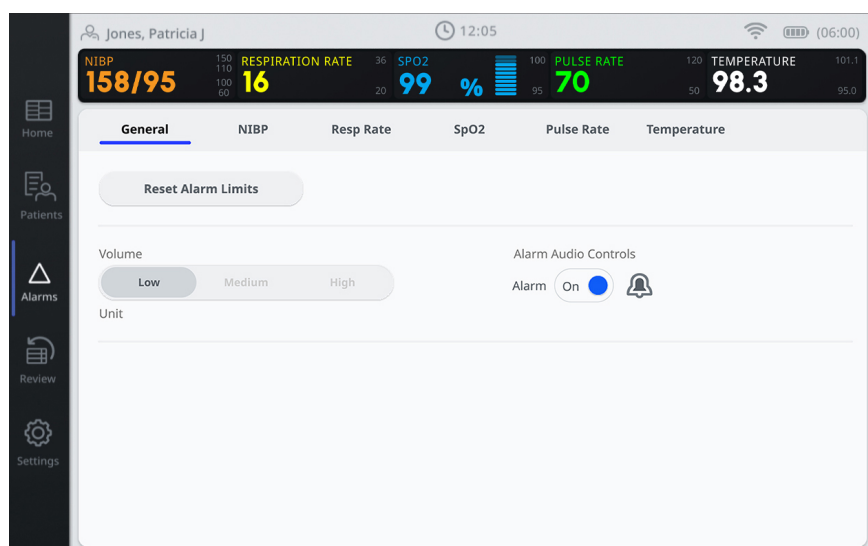 Jones, Patricia J
12:05
(06:00)
NIBP
158/95
150
110
100
60
RESPIRATION RATE
16
36
20
SPO2
99 %
100
95
PULSE RATE
70
120
50
TEMPERATURE
98.3
101.1
95.0
Home
Patients
Alarms
Review
Settings
General NIBP Resp Rate SpO2 Pulse Rate Temperature
Reset Alarm Limits
Volume
Low Medium High
Unit
Alarm Audio Controls
Alarm On